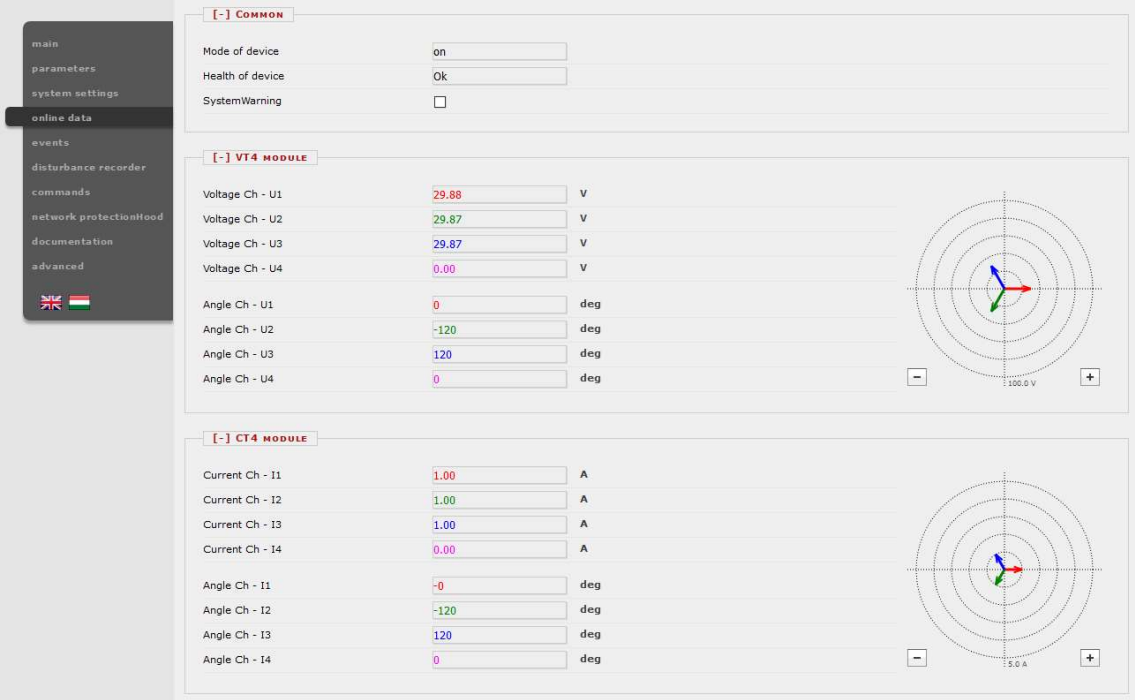 main
parameters
system settings
online data
events
disturbance recorder
commands
network protectionHood
documentation
advanced
[-] COMMON
Mode of device on
Health of device Ok
SystemWarning
[-] VT4 MODULE
Voltage Ch - U1 29.88 V
Voltage Ch - U2 29.87 V
Voltage Ch - U3 29.87 V
Voltage Ch - U4 0.00 V
Angle Ch - U1 0 deg
Angle Ch - U2 -120 deg
Angle Ch - U3 120 deg
Angle Ch - U4 0 deg
- +
100.0 V
[-] CT4 MODULE
Current Ch - I1 1.00 A
Current Ch - I2 1.00 A
Current Ch - I3 1.00 A
Current Ch - I4 0.00 A
Angle Ch - I1 -0 deg
Angle Ch - I2 -120 deg
Angle Ch - I3 120 deg
Angle Ch - I4 0 deg
- +
5.0 A